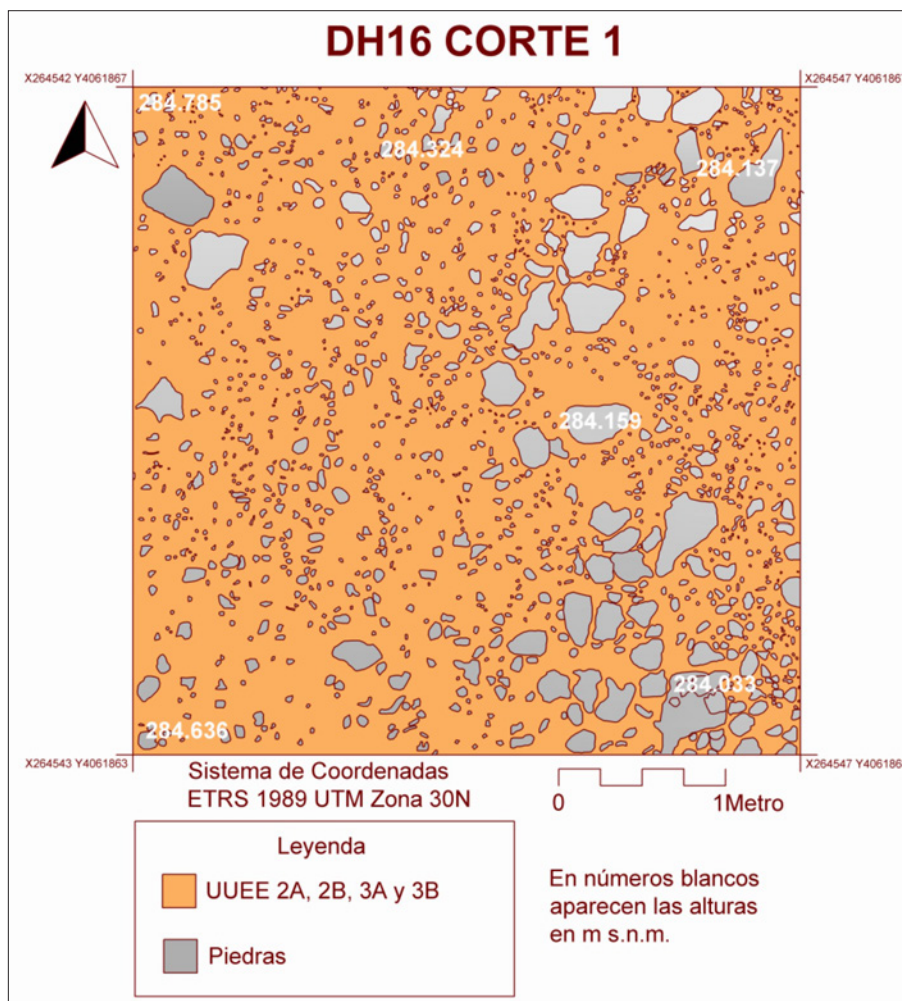 DH16 CORTE 1
X264542 Y4061867
X264547 Y406186
284.785
284.324
284.137
284.159
284.033
284.636
X264543 Y4061863
X264547 Y406186
Sistema de Coordenadas
ETRS 1989 UTM Zona 30N
0
1Metro
Leyenda
UUEE 2A, 2B, 3A y 3B
Piedras
En números blancos
aparecen las alturas
en m s.n.m.